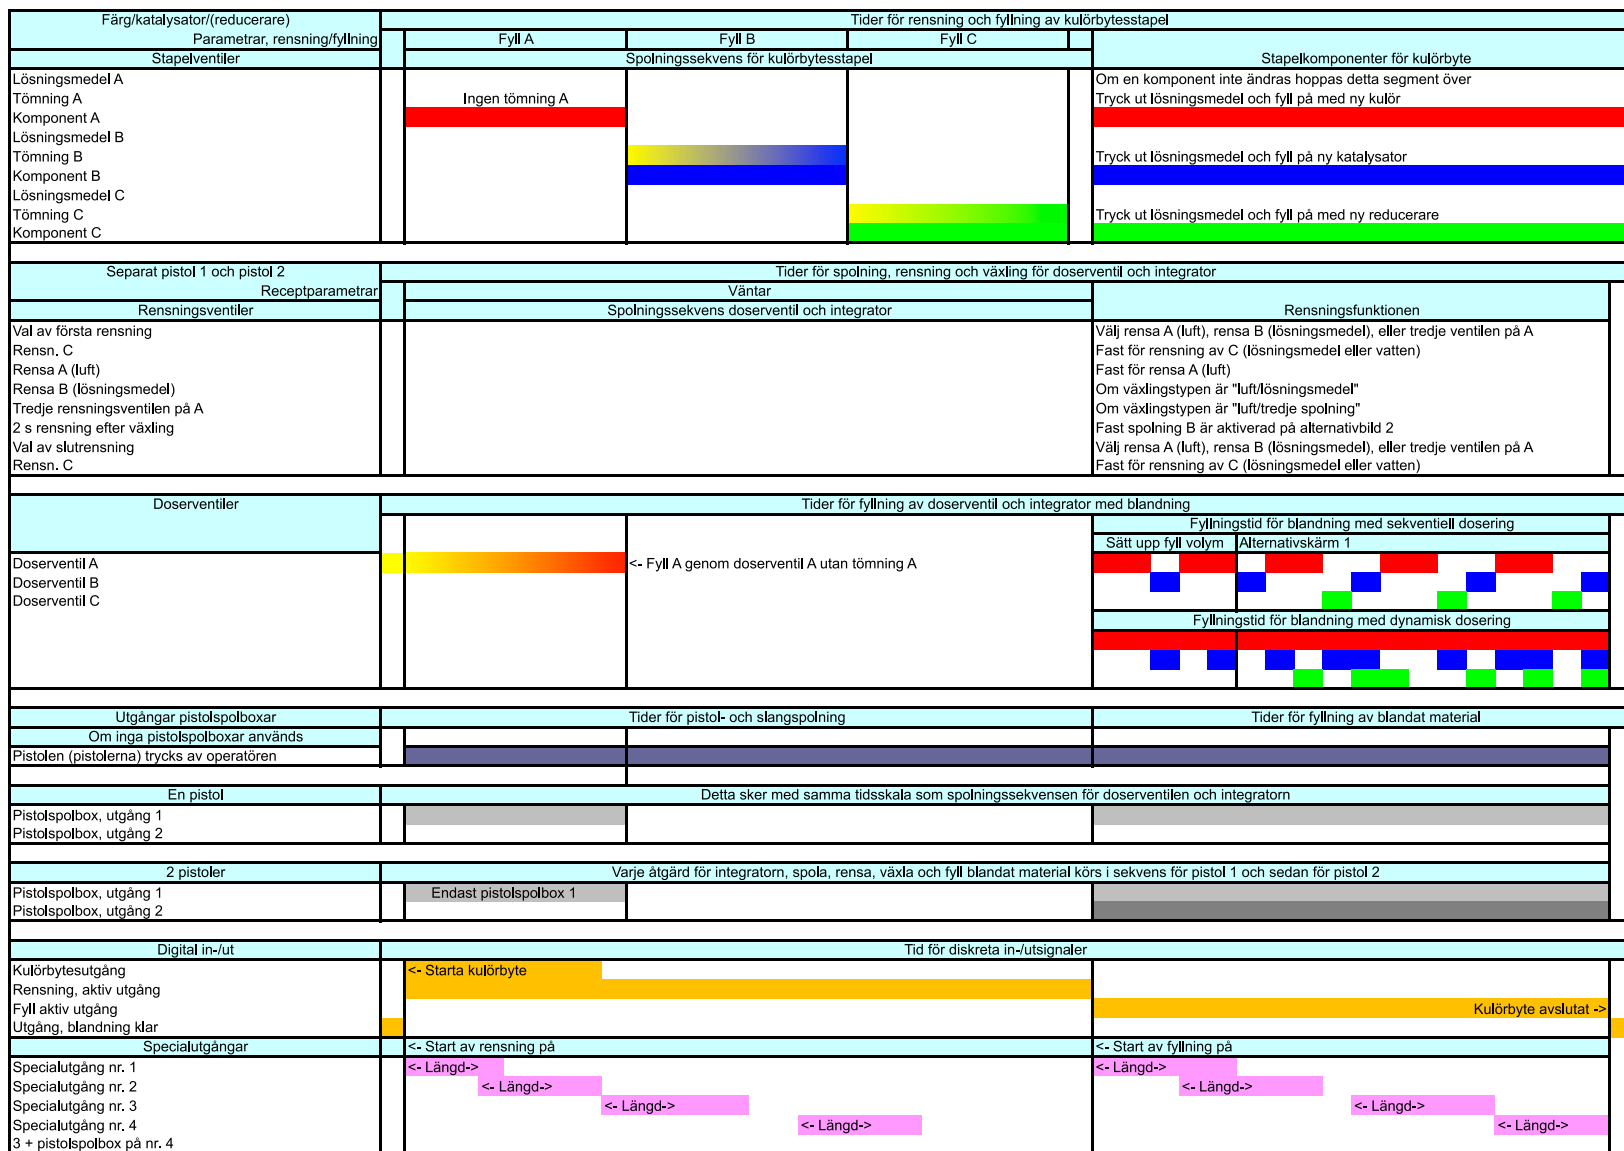 Färg/katalysator/(reducerare)
Tider för rensning och fyllning av kulörbytesstapel
Parametrar, rensning/fyllning
Fyll A
Fyll B
Fyll C
Stapelventiler
Spolningssekvens för kulörbytesstapel
Stapelkomponenter för kulörbyte
Lösningsmedel A
Om en komponent inte ändras hoppas detta segment över
Tömning A
Ingen tömning A
Tryck ut lösningsmedel och fyll på med ny kulör
Komponent A
Lösningsmedel B
Tömning B
Tryck ut lösningsmedel och fyll på ny katalysator
Komponent B
Lösningsmedel C
Tömning C
Tryck ut lösningsmedel och fyll på med ny reducerare
Komponent C
Separat pistol 1 och pistol 2
Tider för spolning, rensning och växling för doserventil och integrator
Receptparametrar
Väntar
Rensningsventiler
Spolningssekvens doserventil och integrator
Rensningsfunktionen
Val av första rensning
Välj rensa A (luft), rensa B (lösningsmedel), eller tredje ventilen på A
Rensn. C
Fast för rensning av C (lösningsmedel eller vatten)
Rensa A (luft)
Fast för rensa A (luft)
Rensa B (lösningsmedel)
Om växlingstypen är "luft/lösningsmedel"
Tredje rensningsventilen på A
Om växlingstypen är "luft/tredje spolning"
2 s rensning efter växling
Fast spolning B är aktiverad på alternativbild 2
Val av slutrensning
Välj rensa A (luft), rensa B (lösningsmedel), eller tredje ventilen på A
Rensn. C
Fast för rensning av C (lösningsmedel eller vatten)
Doserventiler
Tider för fyllning av doserventil och integrator med blandning
Fyllningstid för blandning med sekventiell dosering
Sätt upp fyll volym
Alternativskärm 1
Doserventil A
<- Fyll A genom doserventil A utan tömning A
Doserventil B
Doserventil C
Fyllningstid för blandning med dynamisk dosering
Utgångar pistolspolboxar
Tider för pistol- och slangspolning
Tider för fyllning av blandat material
Om inga pistolspolboxar används
Pistolen (pistolerna) trycks av operatören
En pistol
Detta sker med samma tidsskala som spolningssekvensen för doserventilen och integratorn
Pistolspolbox, utgång 1
Pistolspolbox, utgång 2
2 pistoler
Varje åtgärd för integratorn, spola, rensa, växla och fyll blandat material körs i sekvens för pistol 1 och sedan för pistol 2
Pistolspolbox, utgång 1
Endast pistolspolbox 1
Pistolspolbox, utgång 2
Digital in-/ut
Tid för diskreta in-/utsignaler
Kulörbytesutgång
<- Starta kulörbyte
Rensning, aktiv utgång
Fyll aktiv utgång
Kulörbyte avslutat ->
Utgång, blandning klar
Specialutgångar
<- Start av rensning på
<- Start av fyllning på
Specialutgång nr. 1
<- Längd->
<- Längd->
Specialutgång nr. 2
<- Längd->
<- Längd->
Specialutgång nr. 3
<- Längd->
<- Längd->
Specialutgång nr. 4
<- Längd->
<- Längd->
3 + pistolspolbox på nr. 4